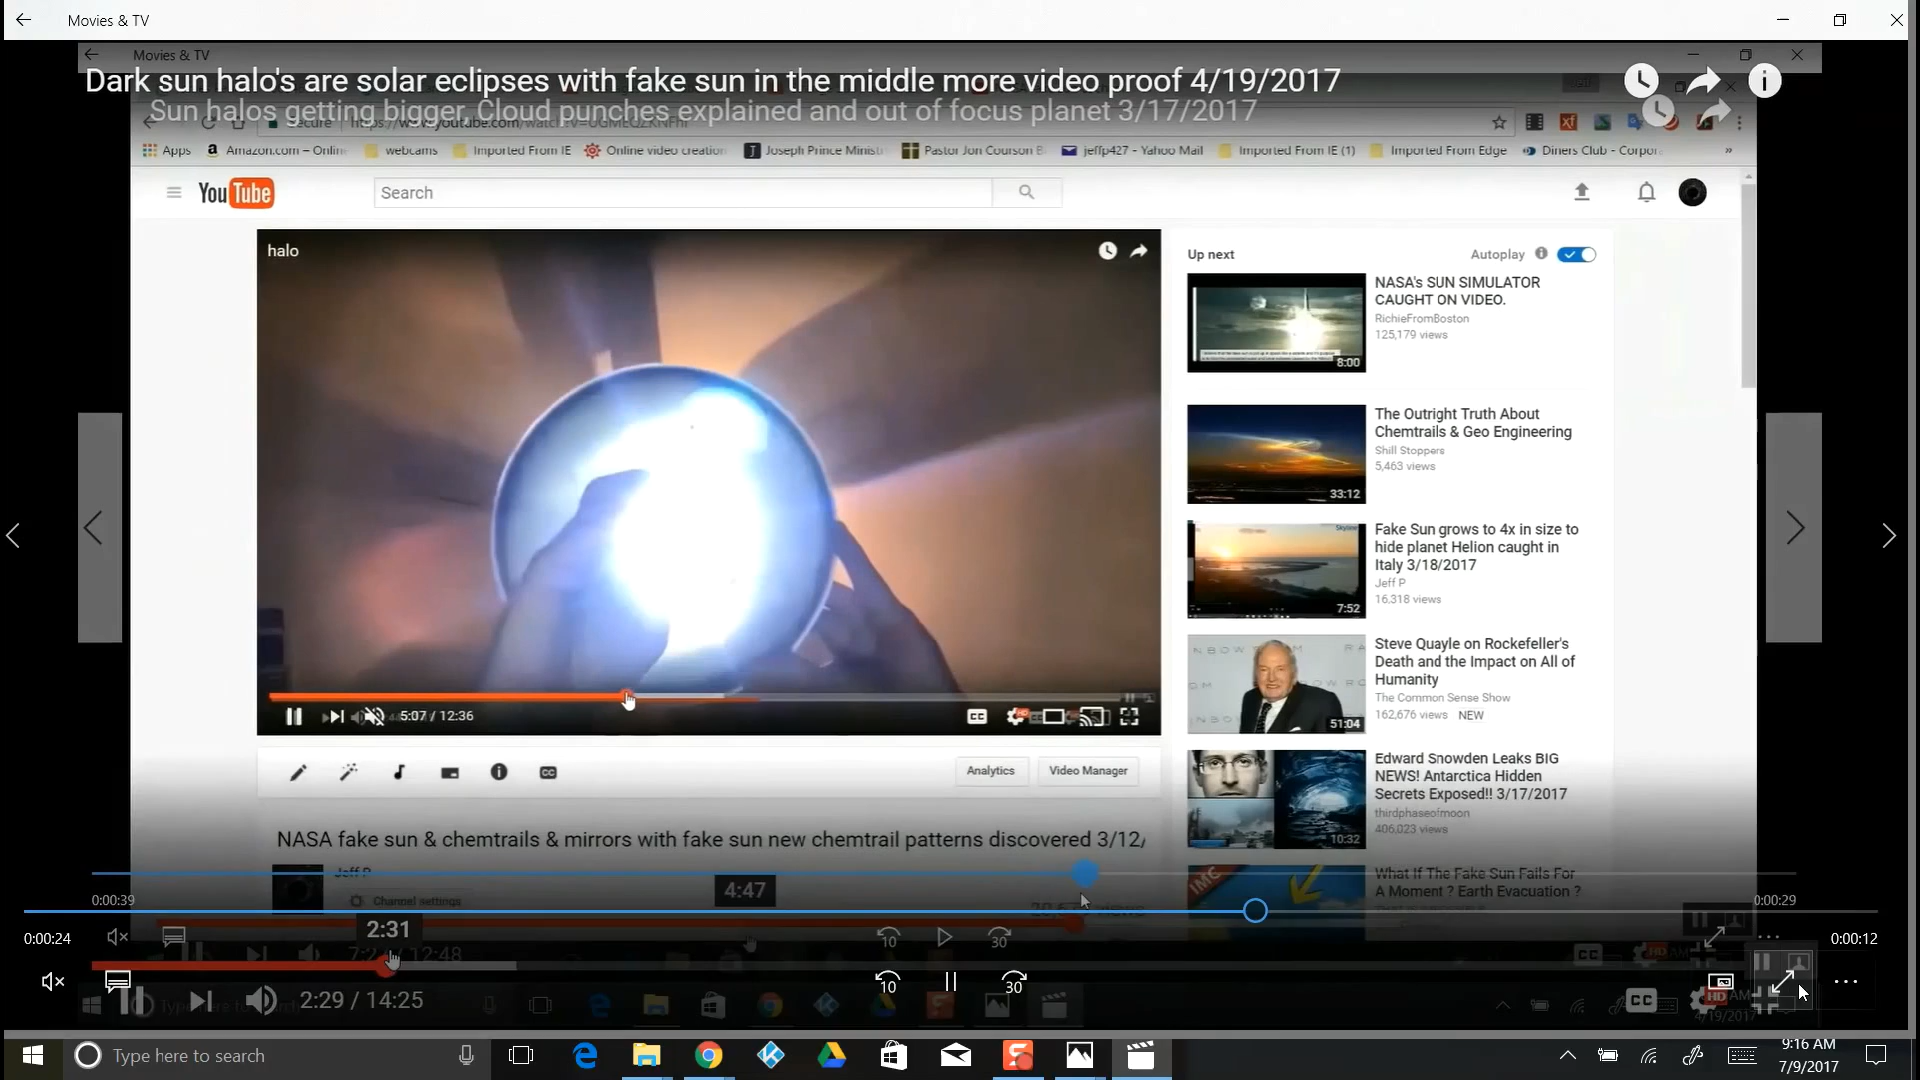 Movies & TV
Movies & TV
Dark sun halo's are solar eclipses with fake sun in the middle more video proof 4/19/2017
Sun halos getting bigger, Cloud punches explained and out of focus planet 3/17/2017
Secure
Apps
Amazon.com – Online
webcams
Imported From IE
Online video creation
Joseph Prince Minist
Pastor Jon Courson B
jeffp427 - Yahoo Mail
Imported From IE (1)
Imported From Edge
Diners Club - Corpor
»
YouTube
Search
halo
Up next
Autoplay
NASA's SUN SIMULATOR
CAUGHT ON VIDEO.
RichieFromBoston
125,179 views
8:00
The Outright Truth About
Chemtrails & Geo Engineering
Shill Stoppers
5,463 views
33:12
Fake Sun grows to 4x in size to
hide planet Helion caught in
Italy 3/18/2017
Jeff P
16,318 views
7:52
Steve Quayle on Rockefeller's
Death and the Impact on All of
Humanity
The Common Sense Show
162,676 views NEW
51:04
5:07 / 12:36
CC
HD
Edward Snowden Leaks BIG
NEWS! Antarctica Hidden
Secrets Exposed!! 3/17/2017
thirdphaseofmoon
406,023 views
10:32
Analytics
Video Manager
NASA fake sun & chemtrails & mirrors with fake sun new chemtrail patterns discovered 3/12/
Jeff P
Channel settings
IMC
What If The Fake Sun Fails For
A Moment ? Earth Evacuation ?
4:47
0:00:39
0:00:29
2:31
0:00:24
0:00:12
10
30
12:48
CC
HD
10
30
2:29 / 14:25
CC
HD
4/19/2017
Type here to search
9:16 AM
7/9/2017